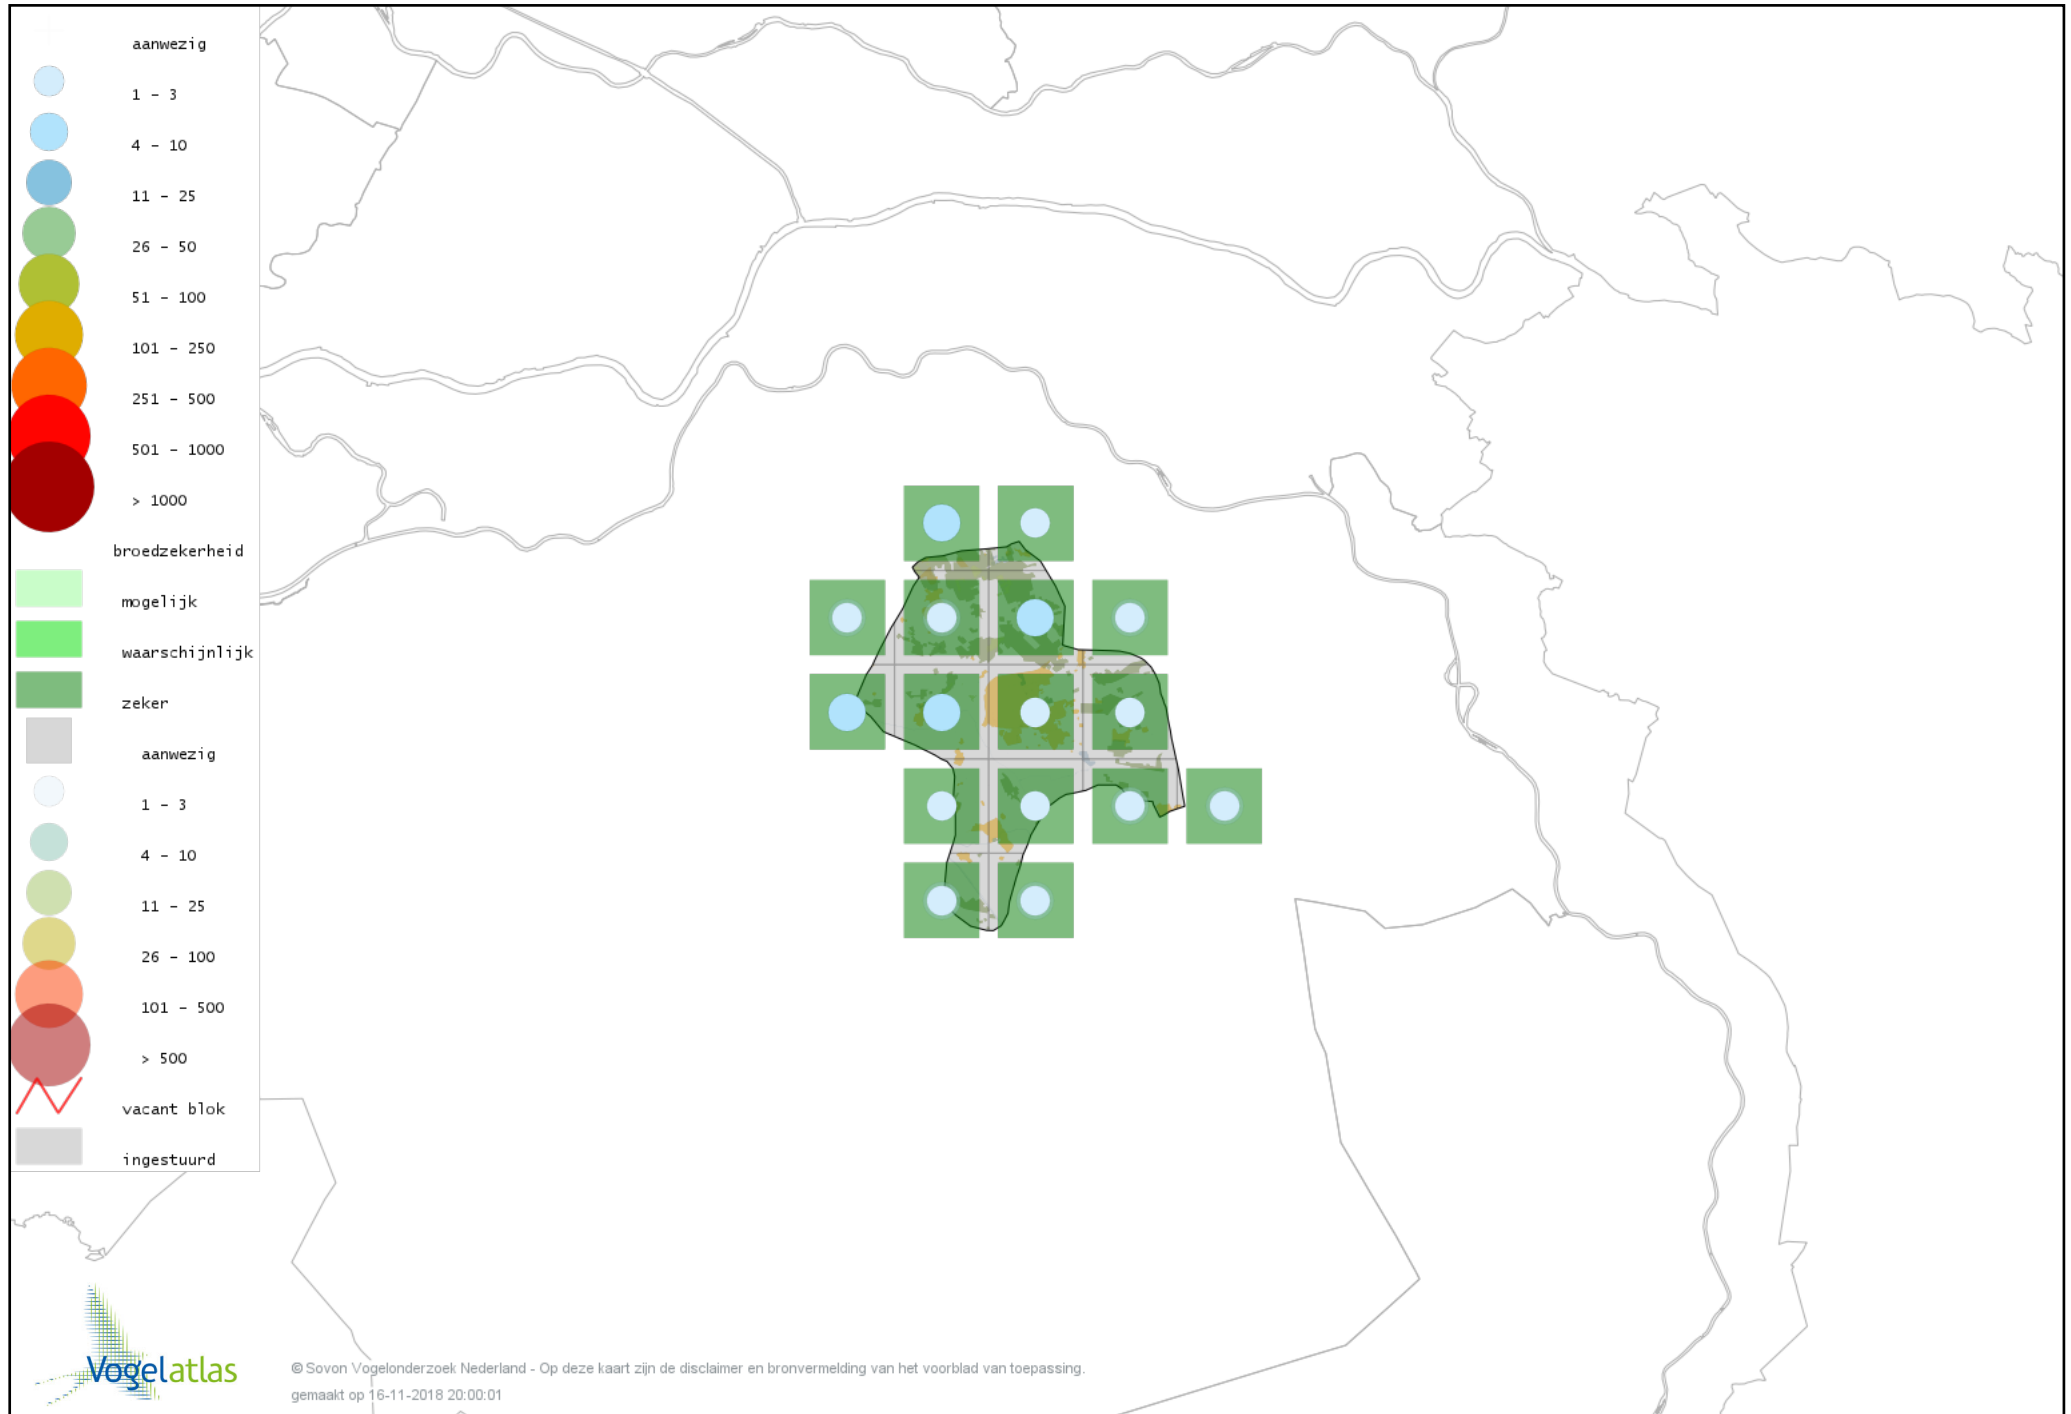 aanwezig
1 - 3
4 - 10
11 - 25
26 - 50
51 - 100
101 - 250
251 - 500
501 - 1000
> 1000
broedzekerheid
mogelijk
waarschijnlijk
zeker
aanwezig
1 - 3
4 - 10
11 - 25
26 - 100
101 - 500
> 500
vacant blok
ingestuurd
Vogelatlas
© Sovon Vogelonderzoek Nederland - Op deze kaart zijn de disclaimer en bronvermelding van het voorblad van toepassing.
gemaakt op 16-11-2018 20:00:01